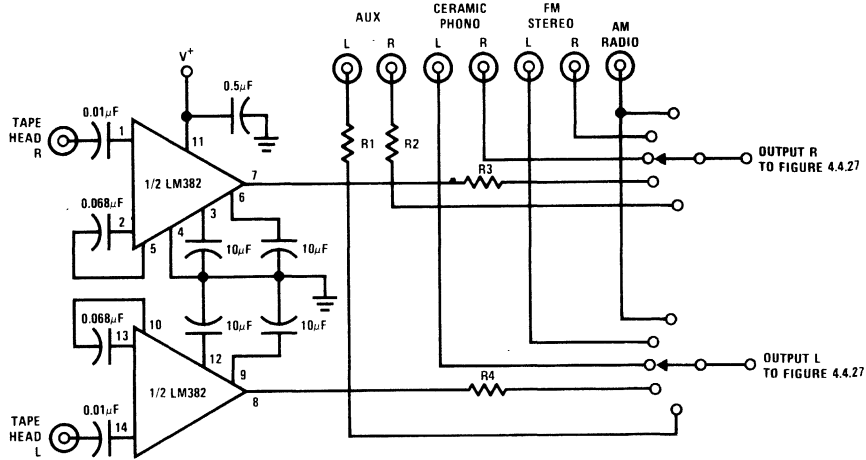 AUX
CERAMIC
PHONO
FM
STEREO
AM
RADIO
L
R
L
R
L
R
V+
0.5µF
0.01µF
TAPE
HEAD
R
1
11
R1
R2
OUTPUT R
TO FIGURE 4.4.27
1/2 LM382
7
R3
6
0.068µF
2
5
4
3
10µF
10µF
0.068µF
10
13
10µF
10µF
12
9
1/2 LM382
8
R4
OUTPUT L
TO FIGURE 4.4.27
0.01µF
14
TAPE
HEAD
L